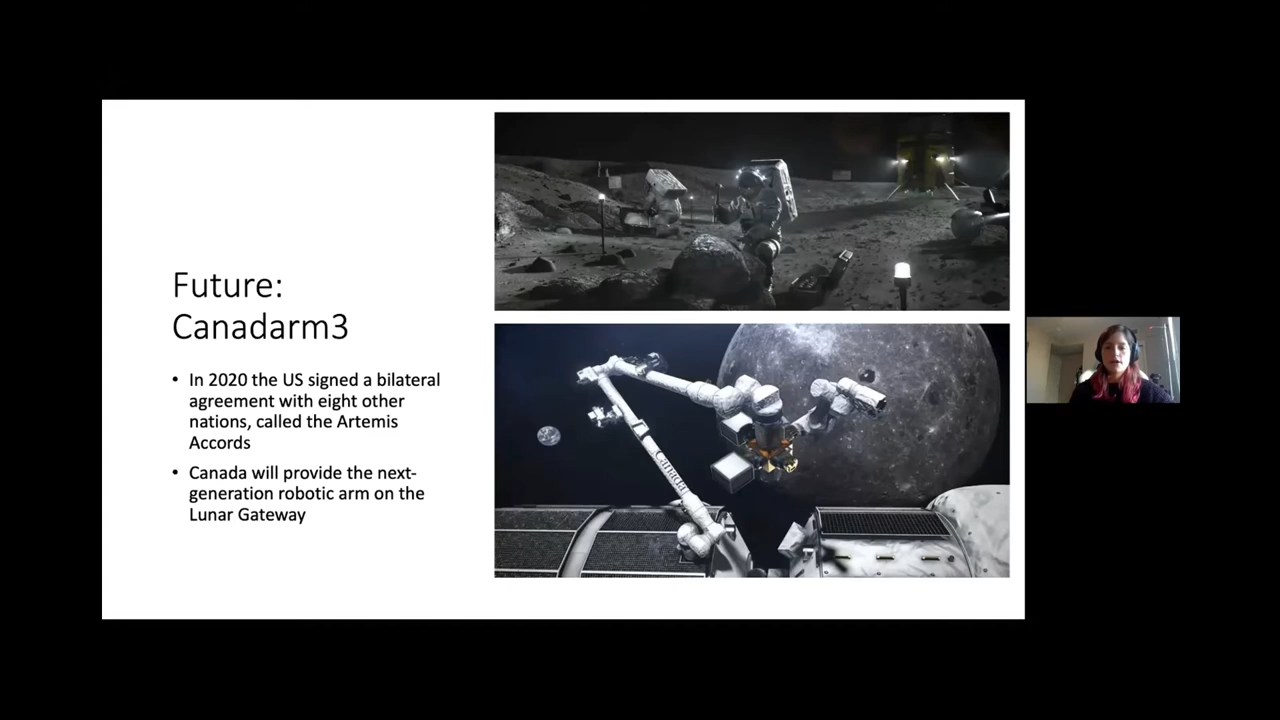 Future:
Canadarm3
• In 2020 the US signed a bilateral
agreement with eight other
nations, called the Artemis
Accords
• Canada will provide the next-
generation robotic arm on the
Lunar Gateway
Canada